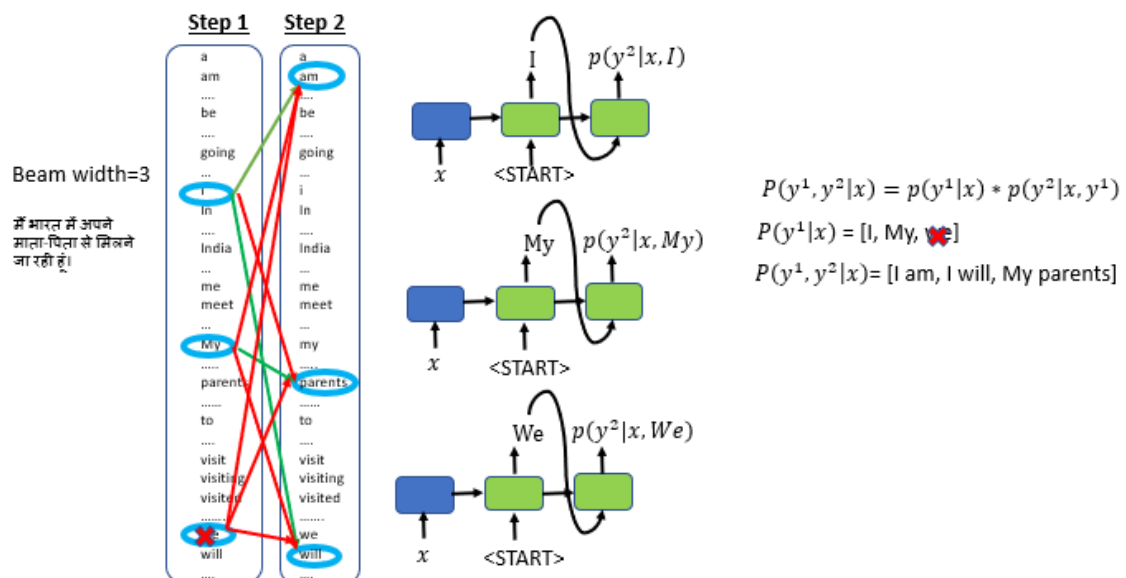 Step 1
a
am
....
be
....
going
...
I
In
....
India
...
me
meet
...
My
.....
parents
......
to
....
visit
visiting
visited
.......
will
....
Step 2
a
am
....
be
....
going
...
i
In
....
India
...
me
meet
...
my
.....
parents
......
to
....
visit
visiting
visited
.......
we
will
....
Beam width=3
मैं भारत में अपने
माता-पिता से मिलने
जा रही हूं।
I
p(y²|x, I)
x
<START>
My
p(y²|x, My)
x
<START>
We
p(y²|x, We)
x
<START>
P(y¹, y²|x) = p(y¹|x) * p(y²|x, y¹)
P(y¹|x) = [I, My, we]
P(y¹, y²|x)= [I am, I will, My parents]